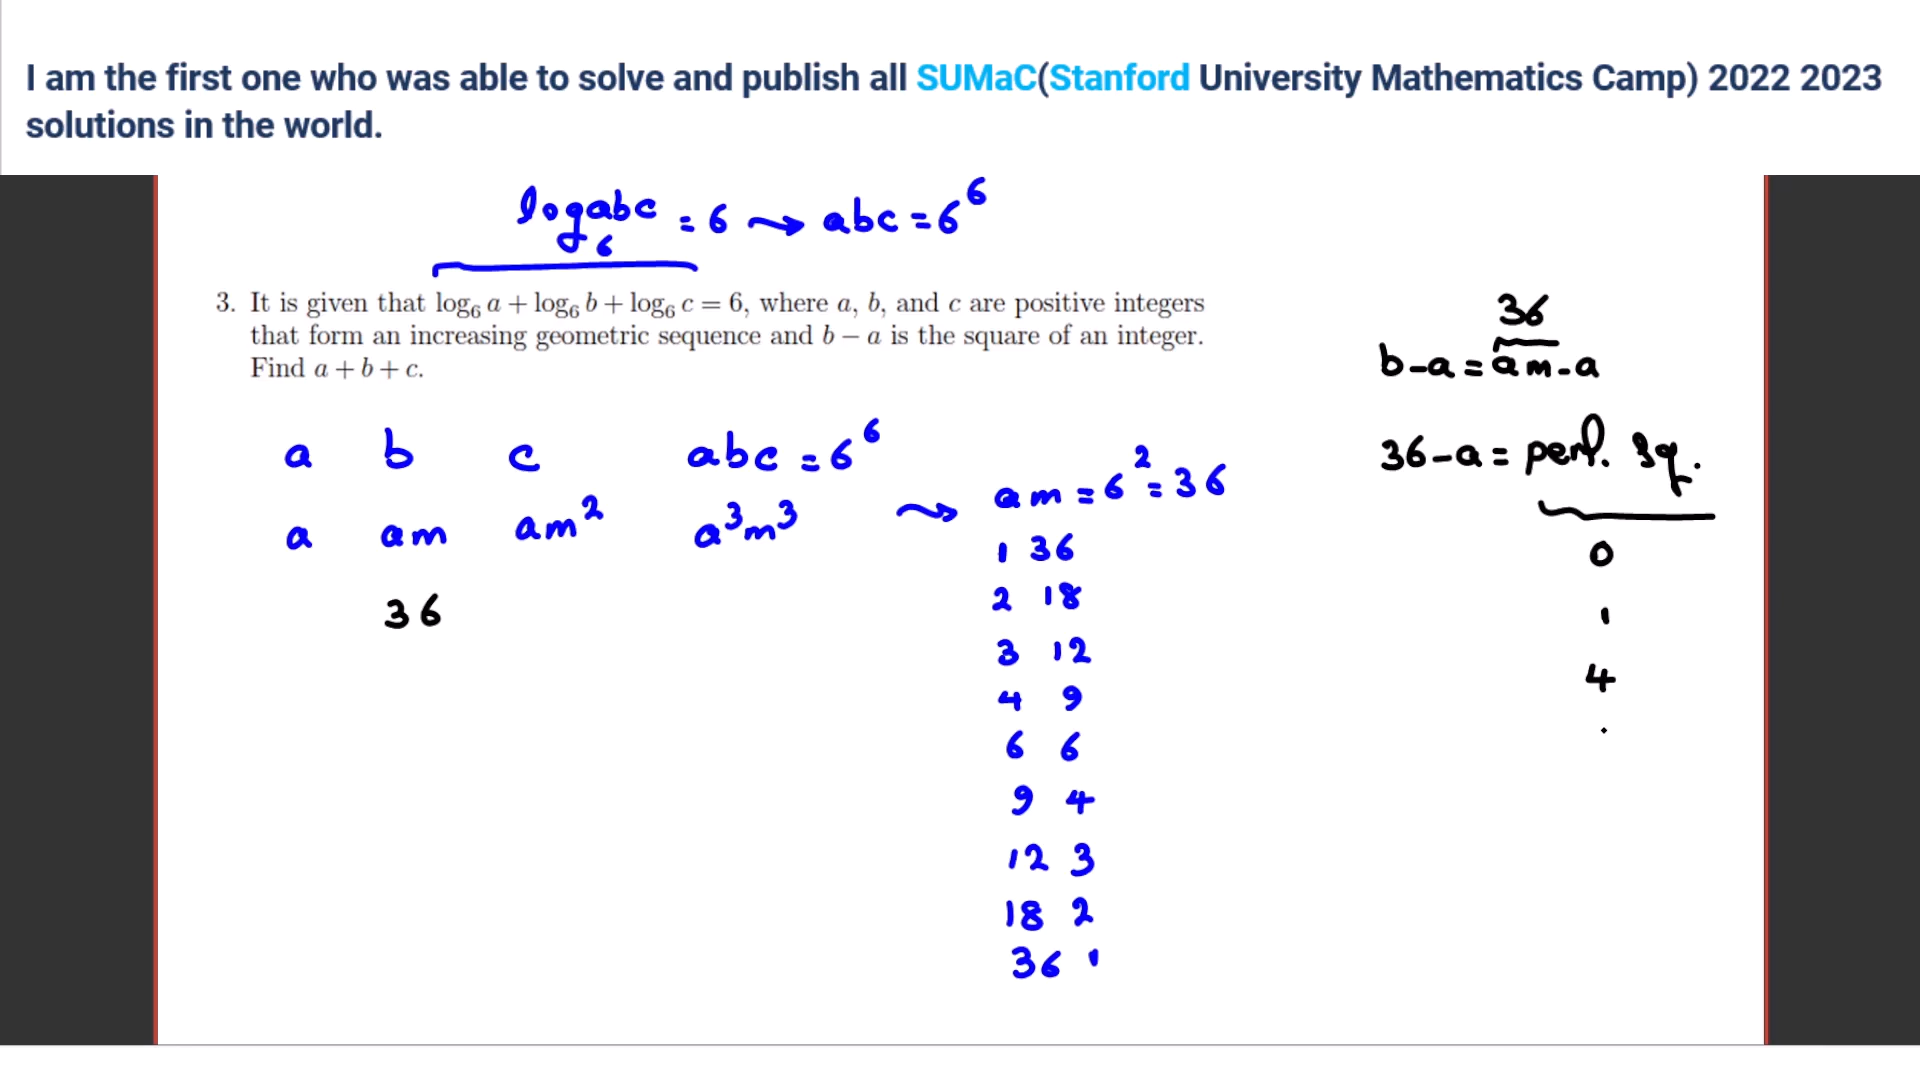 I am the first one who was able to solve and publish all SUMaC(Stanford University Mathematics Camp) 2022 2023
solutions in the world.
log₆abc = 6 ⇝ abc = 6⁶
3. It is given that log₆ a + log₆ b + log₆ c = 6, where a, b, and c are positive integers
that form an increasing geometric sequence and b − a is the square of an integer.
Find a + b + c.
a b c abc = 6⁶
a am am² a³m³ ⇝ am = 6² = 36
36
1 36
2 18
3 12
4 9
6 6
9 4
12 3
18 2
36 1
36
b-a = am-a
36-a = perf. sq.
0
1
4
.